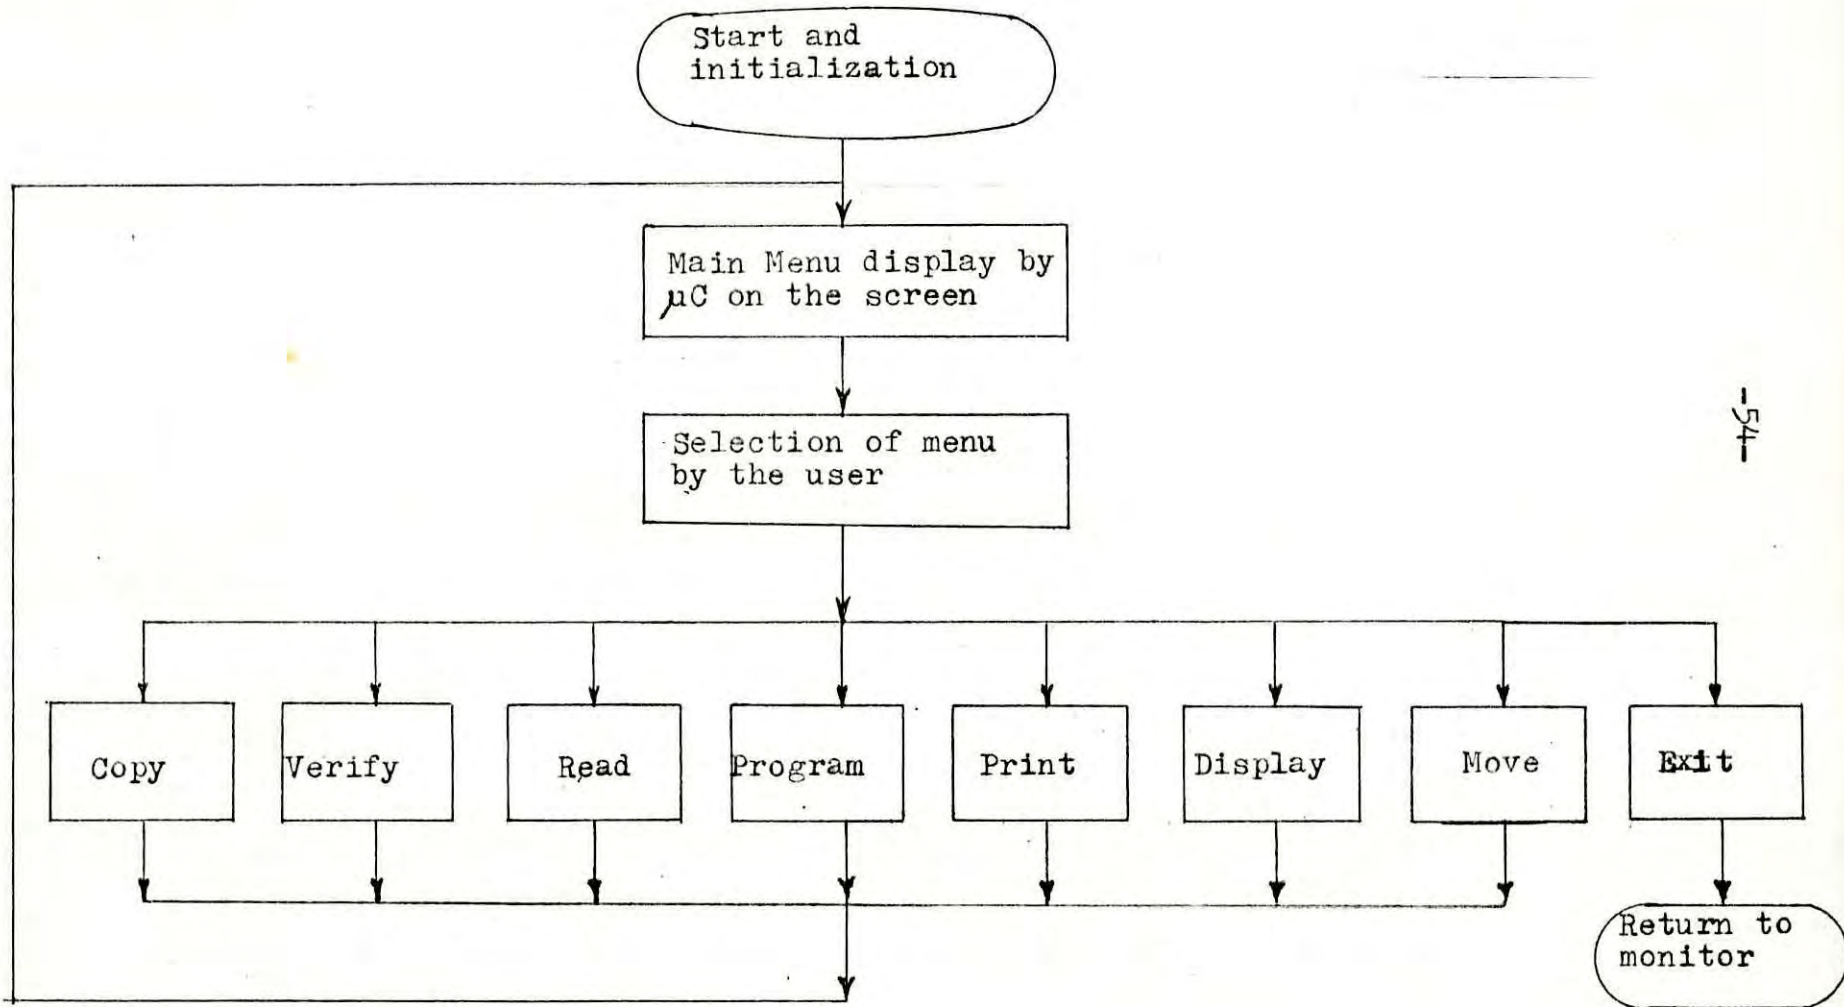 Start and
initialization
Main Menu display by
µC on the screen
Selection of menu
by the user
-54-
Copy
Verify
Read
Program
Print
Display
Move
Exit
Return to
monitor